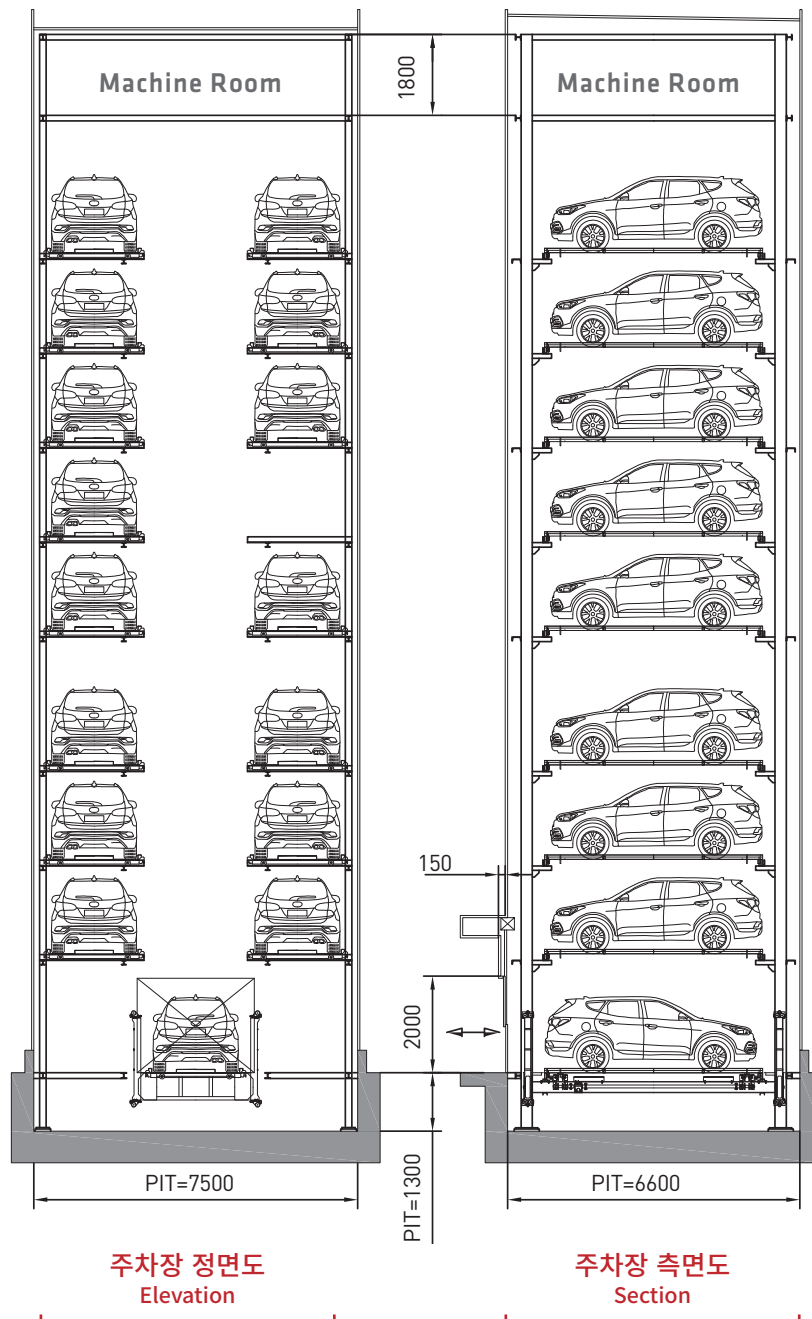 Machine Room
1800
Machine Room
150
2000
PIT=7500
PIT=1300
PIT=6600
주차장 정면도
Elevation
주차장 측면도
Section